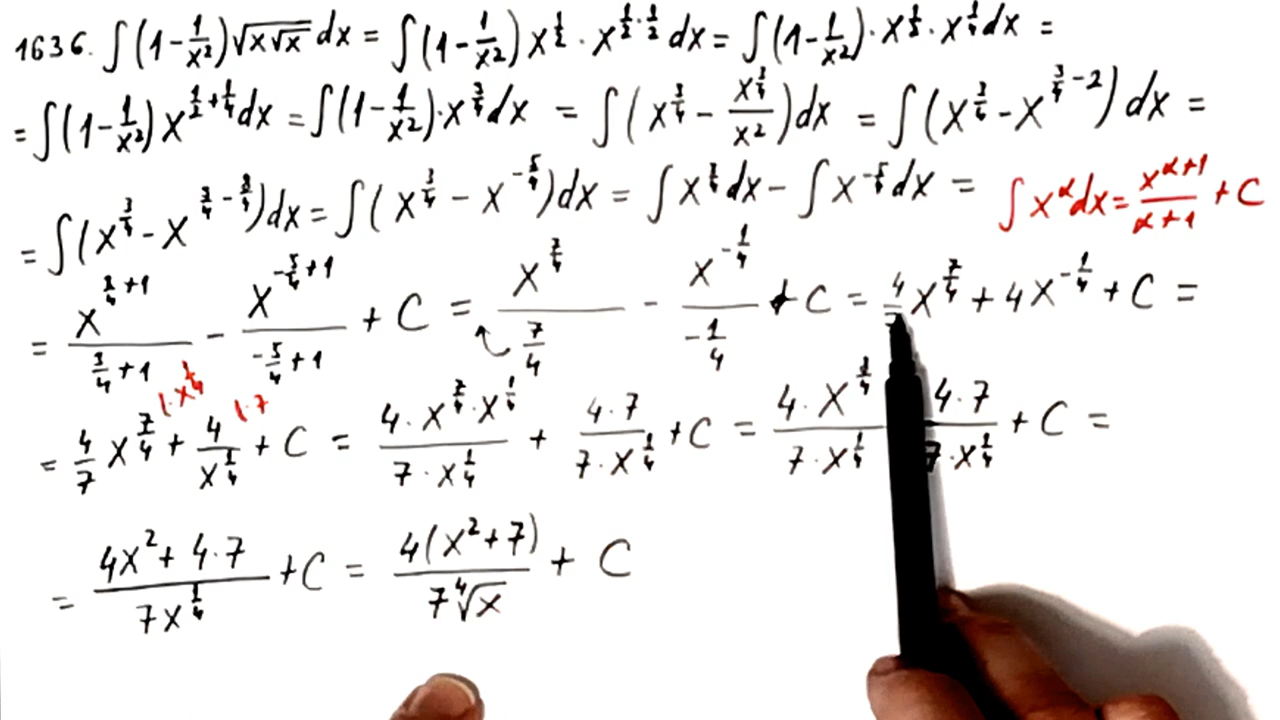 1636. ∫(1-1/x²)√(x√x) dx = ∫(1-1/x²) x^(1/2) · x^(1/2·1/2) dx = ∫(1-1/x²) · x^(1/2) · x^(1/4) dx =
= ∫(1-1/x²) x^(1/2+1/4) dx = ∫(1-1/x²) · x^(3/4) dx = ∫(x^(3/4) - x^(3/4)/x²) dx = ∫(x^(3/4) - x^(3/4-2)) dx =
= ∫(x^(3/4) - x^(3/4-8/4)) dx = ∫(x^(3/4) - x^(-5/4)) dx = ∫x^(3/4) dx - ∫x^(-5/4) dx = ∫x^α dx = x^(α+1)/(α+1) + C
= x^(3/4+1)/(3/4+1) - x^(-5/4+1)/(-5/4+1) + C = x^(7/4)/(7/4) - x^(-1/4)/(-1/4) + C = 4/7 x^(7/4) + 4x^(-1/4) + C =
= 4/7 x^(7/4) (·x^(1/4) + 4/x^(1/4) (·7 + C = (4·x^(7/4)·x^(1/4))/(7·x^(1/4)) + (4·7)/(7·x^(1/4)) + C = (4·x^)/(7·x^(1/4)) (4·7)/(7·x^(1/4)) + C =
= (4x² + 4·7)/(7x^(1/4)) + C = 4(x²+7)/(7 ⁴√x) + C